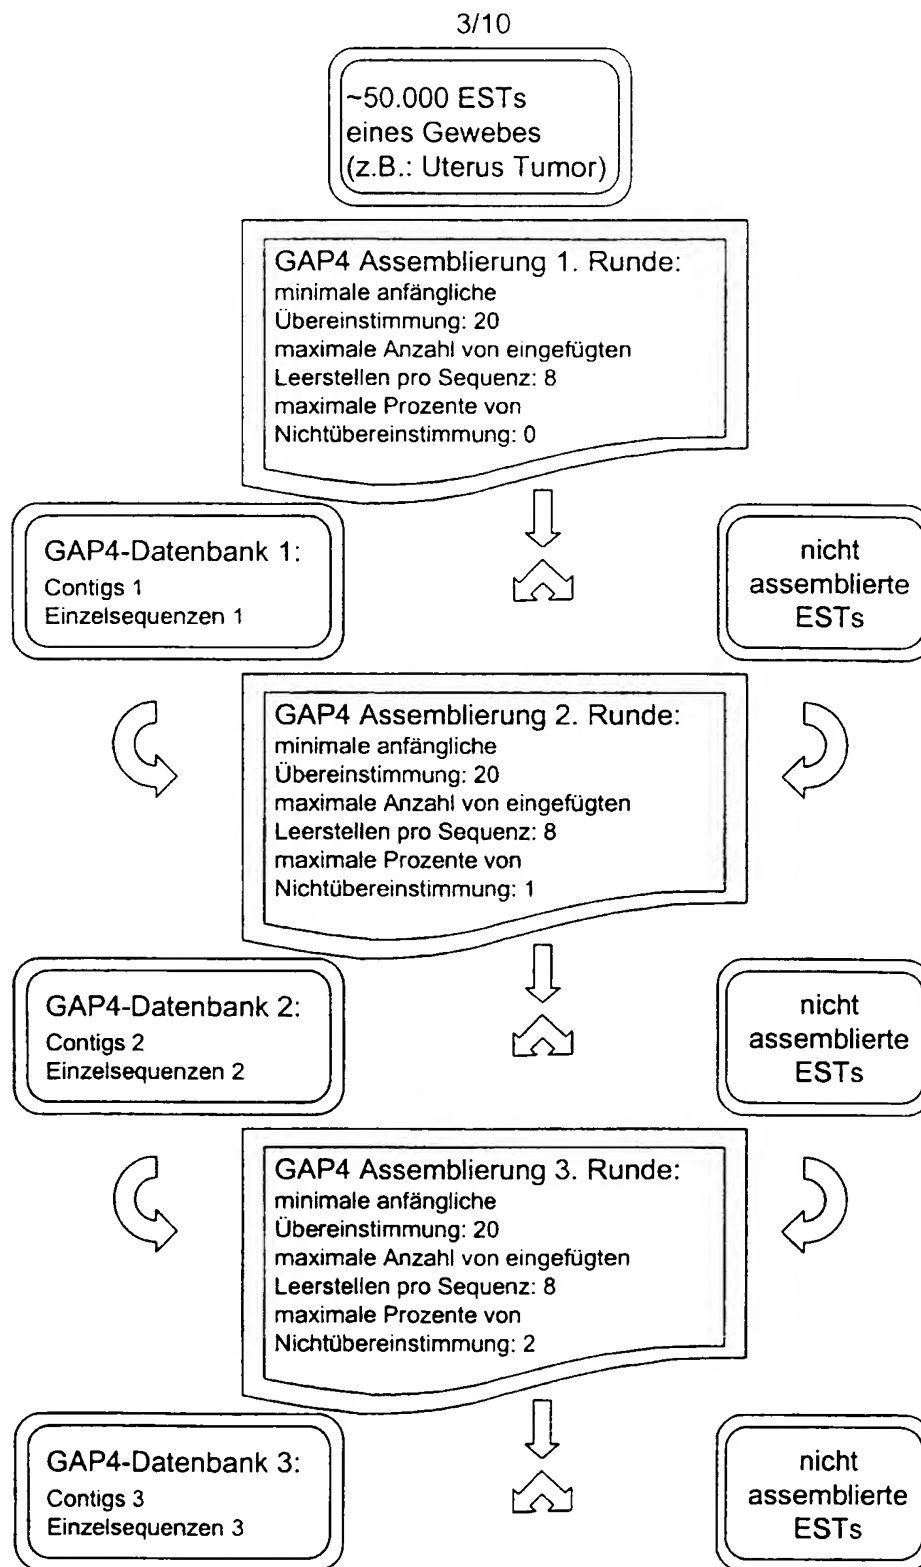 3/10
~50.000 ESTs
eines Gewebes
(z.B.: Uterus Tumor)
GAP4 Assemblierung 1. Runde:
minimale anfängliche
Übereinstimmung: 20
maximale Anzahl von eingefügten
Leerstellen pro Sequenz: 8
maximale Prozente von
Nichtübereinstimmung: 0
GAP4-Datenbank 1:
Contigs 1
Einzelsequenzen 1
nicht
assemblierte
ESTs
GAP4 Assemblierung 2. Runde:
minimale anfängliche
Übereinstimmung: 20
maximale Anzahl von eingefügten
Leerstellen pro Sequenz: 8
maximale Prozente von
Nichtübereinstimmung: 1
GAP4-Datenbank 2:
Contigs 2
Einzelsequenzen 2
nicht
assemblierte
ESTs
GAP4 Assemblierung 3. Runde:
minimale anfängliche
Übereinstimmung: 20
maximale Anzahl von eingefügten
Leerstellen pro Sequenz: 8
maximale Prozente von
Nichtübereinstimmung: 2
GAP4-Datenbank 3:
Contigs 3
Einzelsequenzen 3
nicht
assemblierte
ESTs